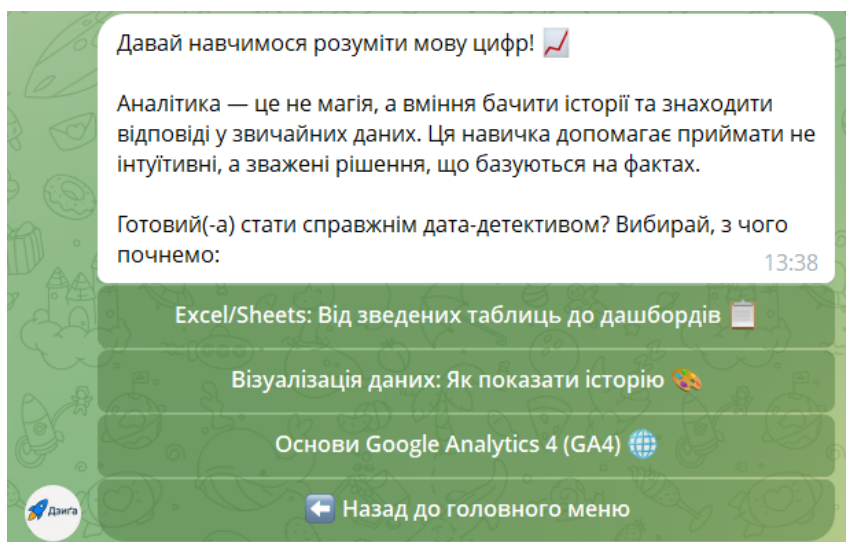 Давай навчимося розуміти мову цифр! 📈
Аналітика — це не магія, а вміння бачити історії та знаходити
відповіді у звичайних даних. Ця навичка допомагає приймати не
інтуїтивні, а зважені рішення, що базуються на фактах.
Готовий(-а) стати справжнім дата-детективом? Вибирай, з чого
почнемо:
13:38
Excel/Sheets: Від зведених таблиць до дашбордів 📋
Візуалізація даних: Як показати історію 🎨
Основи Google Analytics 4 (GA4) 🌐
⬅️ Назад до головного меню
Дзиґа